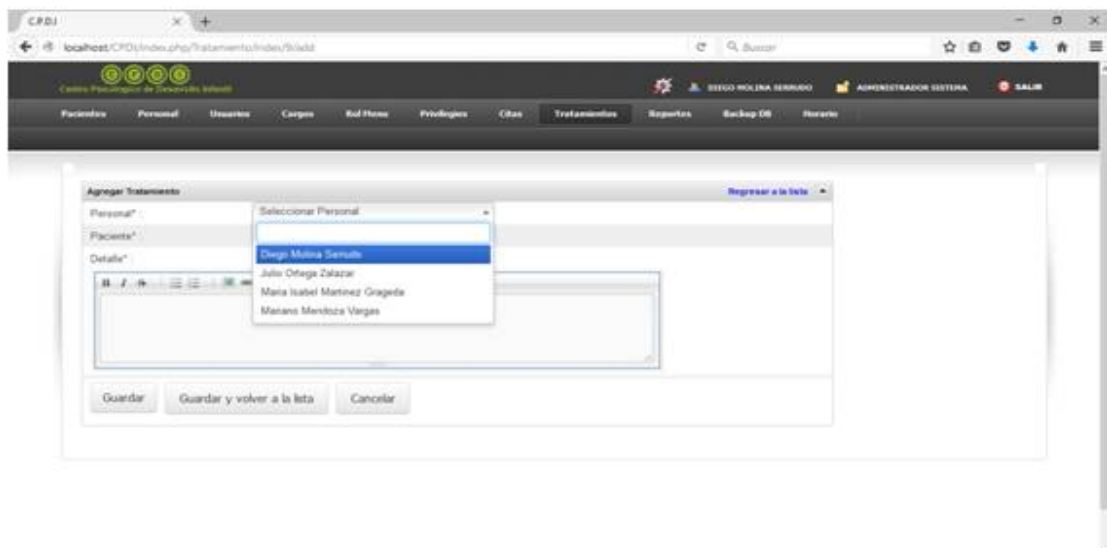 C.P.D.I
localhost/CPDI/index.php/Tratamiento/index/9/add
Buscar
Centro Psicológico de Desarrollo Infantil
DIEGO MOLINA SERRUDO
ADMINISTRADOR SISTEMA
SALIR
Pacientes Personal Usuarios Cargos Rol Menu Privilegios Citas Tratamientos Reportes Backup DB Horario
Agregar Tratamiento Regresar a la lista
Personal* : Seleccionar Personal
Paciente* :
Diego Molina Serrudo
Detalle* :
Julio Ortega Zalazar
Maria Isabel Martinez Grageda
Mariano Mendoza Vargas
Guardar Guardar y volver a la lista Cancelar